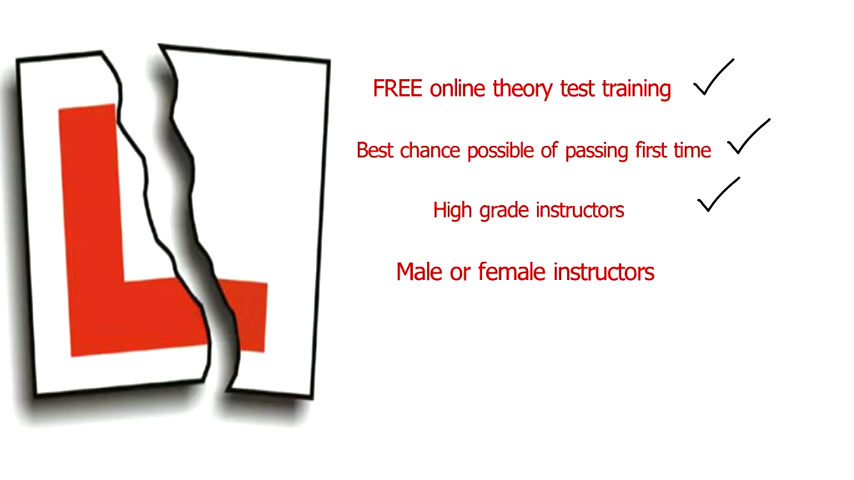 L
FREE online theory test training
Best chance possible of passing first time
High grade instructors
Male or female instructors